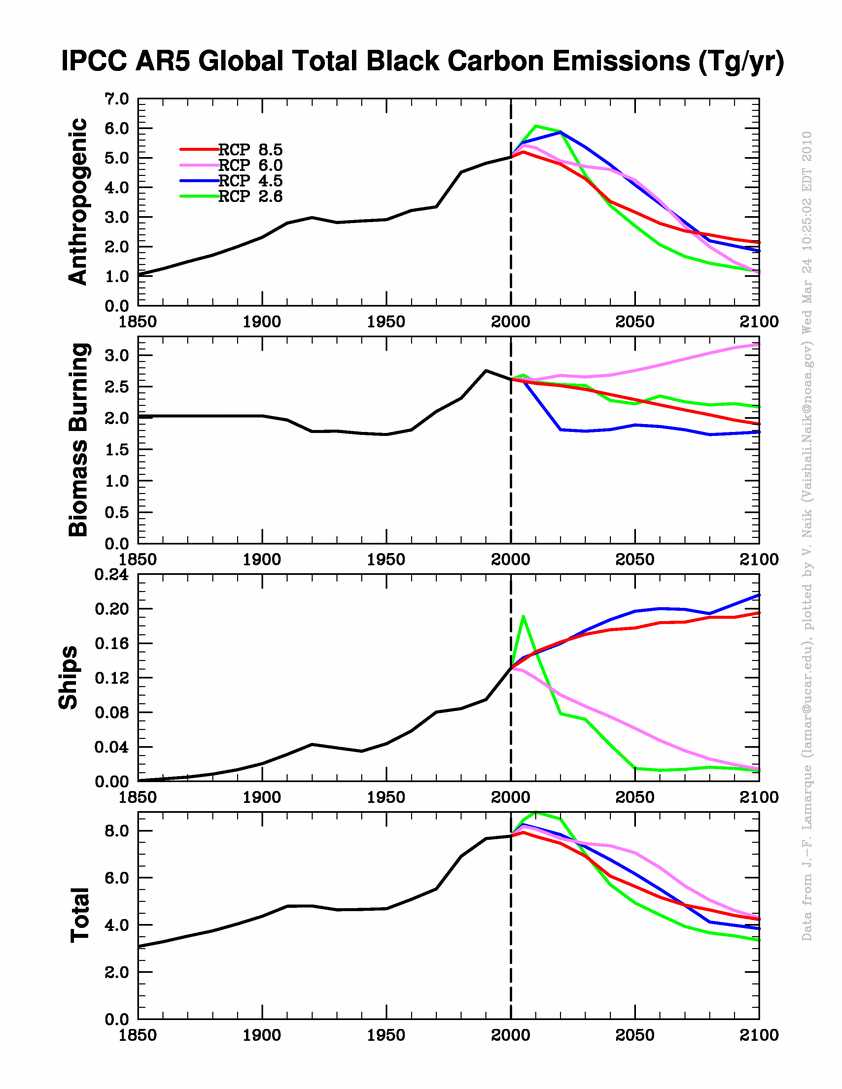 IPCC AR5 Global Total Black Carbon Emissions (Tg/yr)
Anthropogenic
7.0
6.0
5.0
4.0
3.0
2.0
1.0
0.0
RCP 8.5
RCP 6.0
RCP 4.5
RCP 2.6
1850 1900 1950 2000 2050 2100
Biomass Burning
3.0
2.5
2.0
1.5
1.0
0.5
0.0
1850 1900 1950 2000 2050 2100
Ships
0.24
0.20
0.16
0.12
0.08
0.04
0.00
1850 1900 1950 2000 2050 2100
Total
8.0
6.0
4.0
2.0
0.0
1850 1900 1950 2000 2050 2100
Data from J.-F. Lamarque (lamar@ucar.edu), plotted by V. Naik (Vaishali.Naik@noaa.gov) Wed Mar 24 10:25:02 EDT 2010